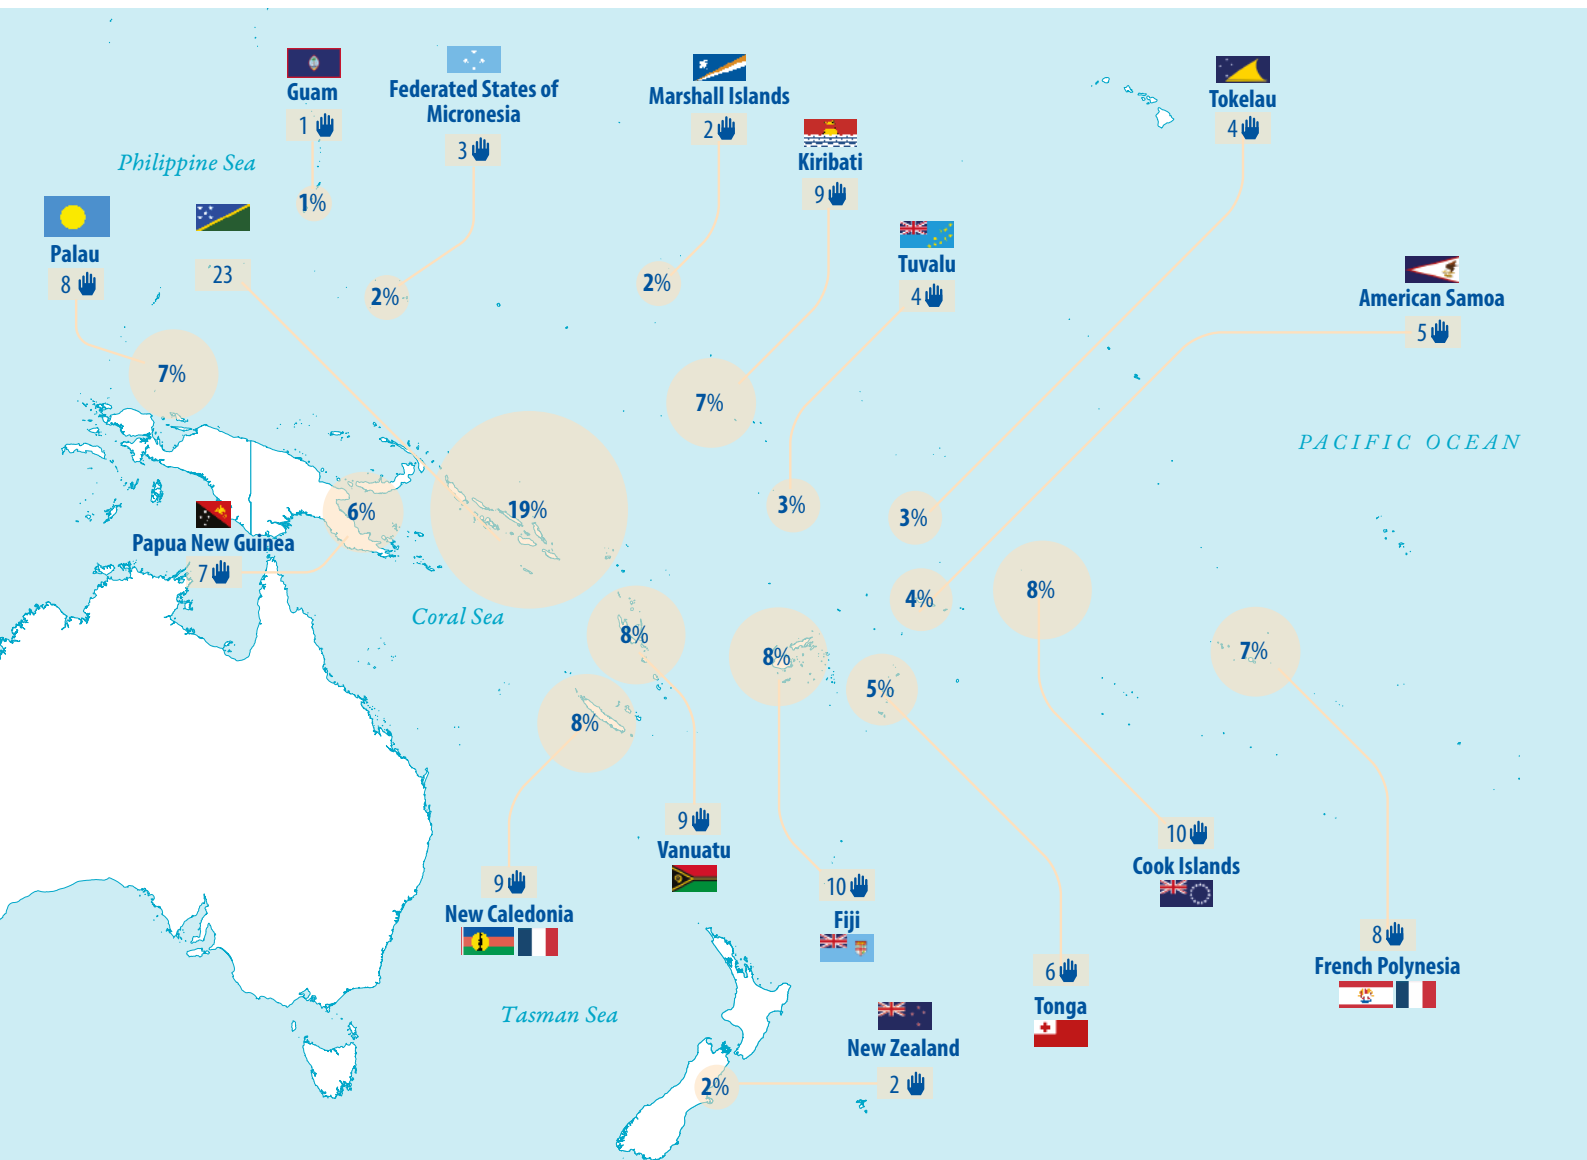 Guam
1
1%
Federated States of
Micronesia
3
2%
Marshall Islands
2
2%
Kiribati
9
7%
Tokelau
4
3%
Philippine Sea
Palau
8
7%
23
19%
Tuvalu
4
3%
American Samoa
5
4%
PACIFIC OCEAN
Papua New Guinea
7
6%
Coral Sea
8%
10
Cook Islands
7%
8
French Polynesia
8%
9
Vanuatu
8%
10
Fiji
5%
6
Tonga
8%
9
New Caledonia
Tasman Sea
New Zealand
2
2%